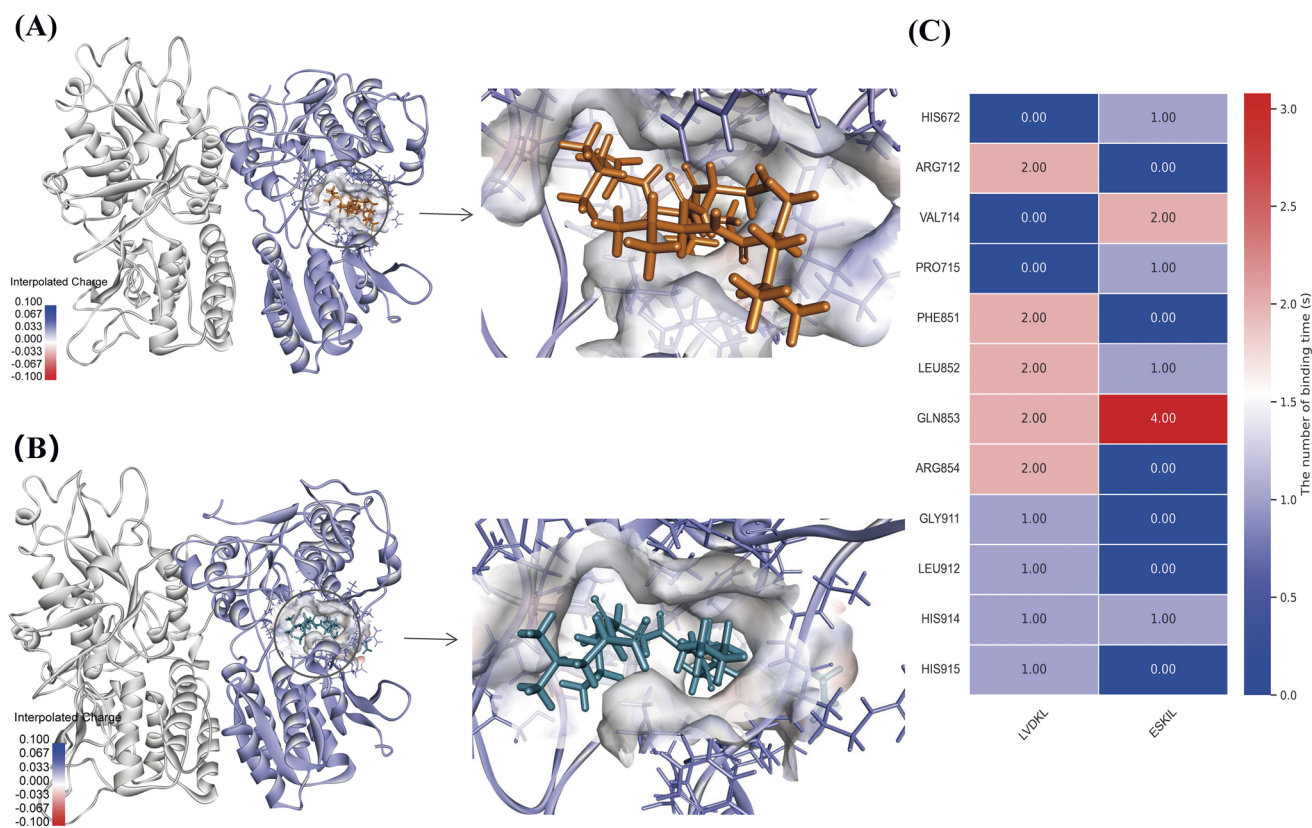 (A)
Interpolated Charge
0.100
0.067
0.033
0.000
-0.033
-0.067
-0.100
(B)
Interpolated Charge
0.100
0.067
0.033
0.000
-0.033
-0.067
-0.100
(C)
HIS672 0.00 1.00
ARG712 2.00 0.00
VAL714 0.00 2.00
PRO715 0.00 1.00
PHE851 2.00 0.00
LEU852 2.00 1.00
GLN853 2.00 4.00
ARG854 2.00 0.00
GLY911 1.00 0.00
LEU912 1.00 0.00
HIS914 1.00 1.00
HIS915 1.00 0.00
LVDKL ESKIL
3.0
2.5
2.0
1.5
1.0
0.5
0.0
The number of binding time (s)